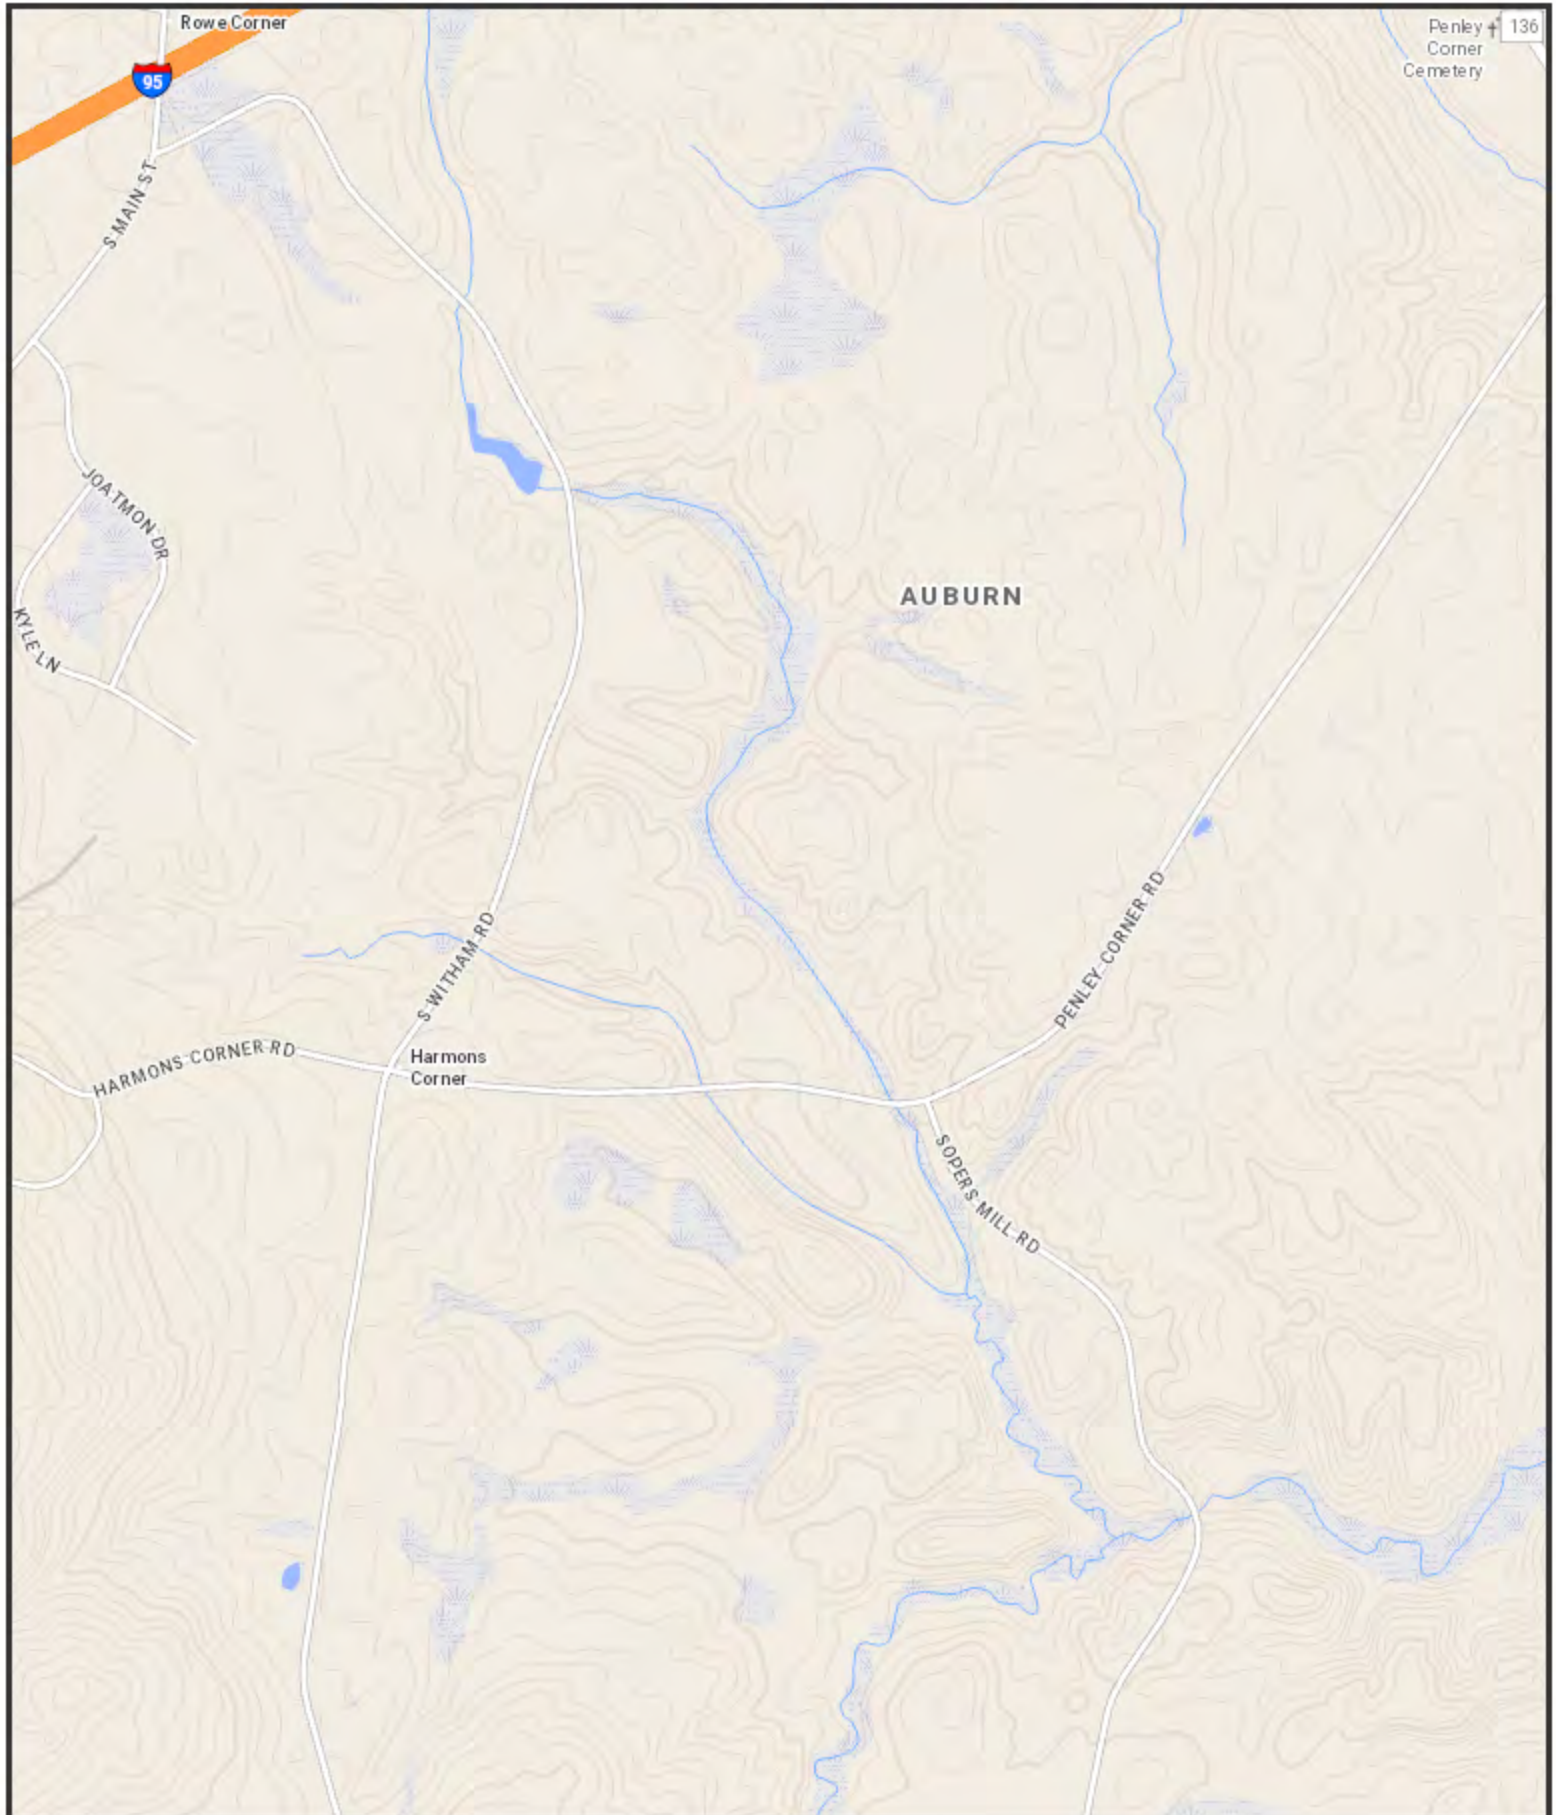 Rowe Corner
Penley
Corner
Cemetery
136
95
S MAIN ST
JOATMON DR
KYLE LN
AUBURN
PENLEY CORNER RD
S WITHAM RD
HARMONS CORNER RD
Harmons
Corner
SOPERS MILL RD